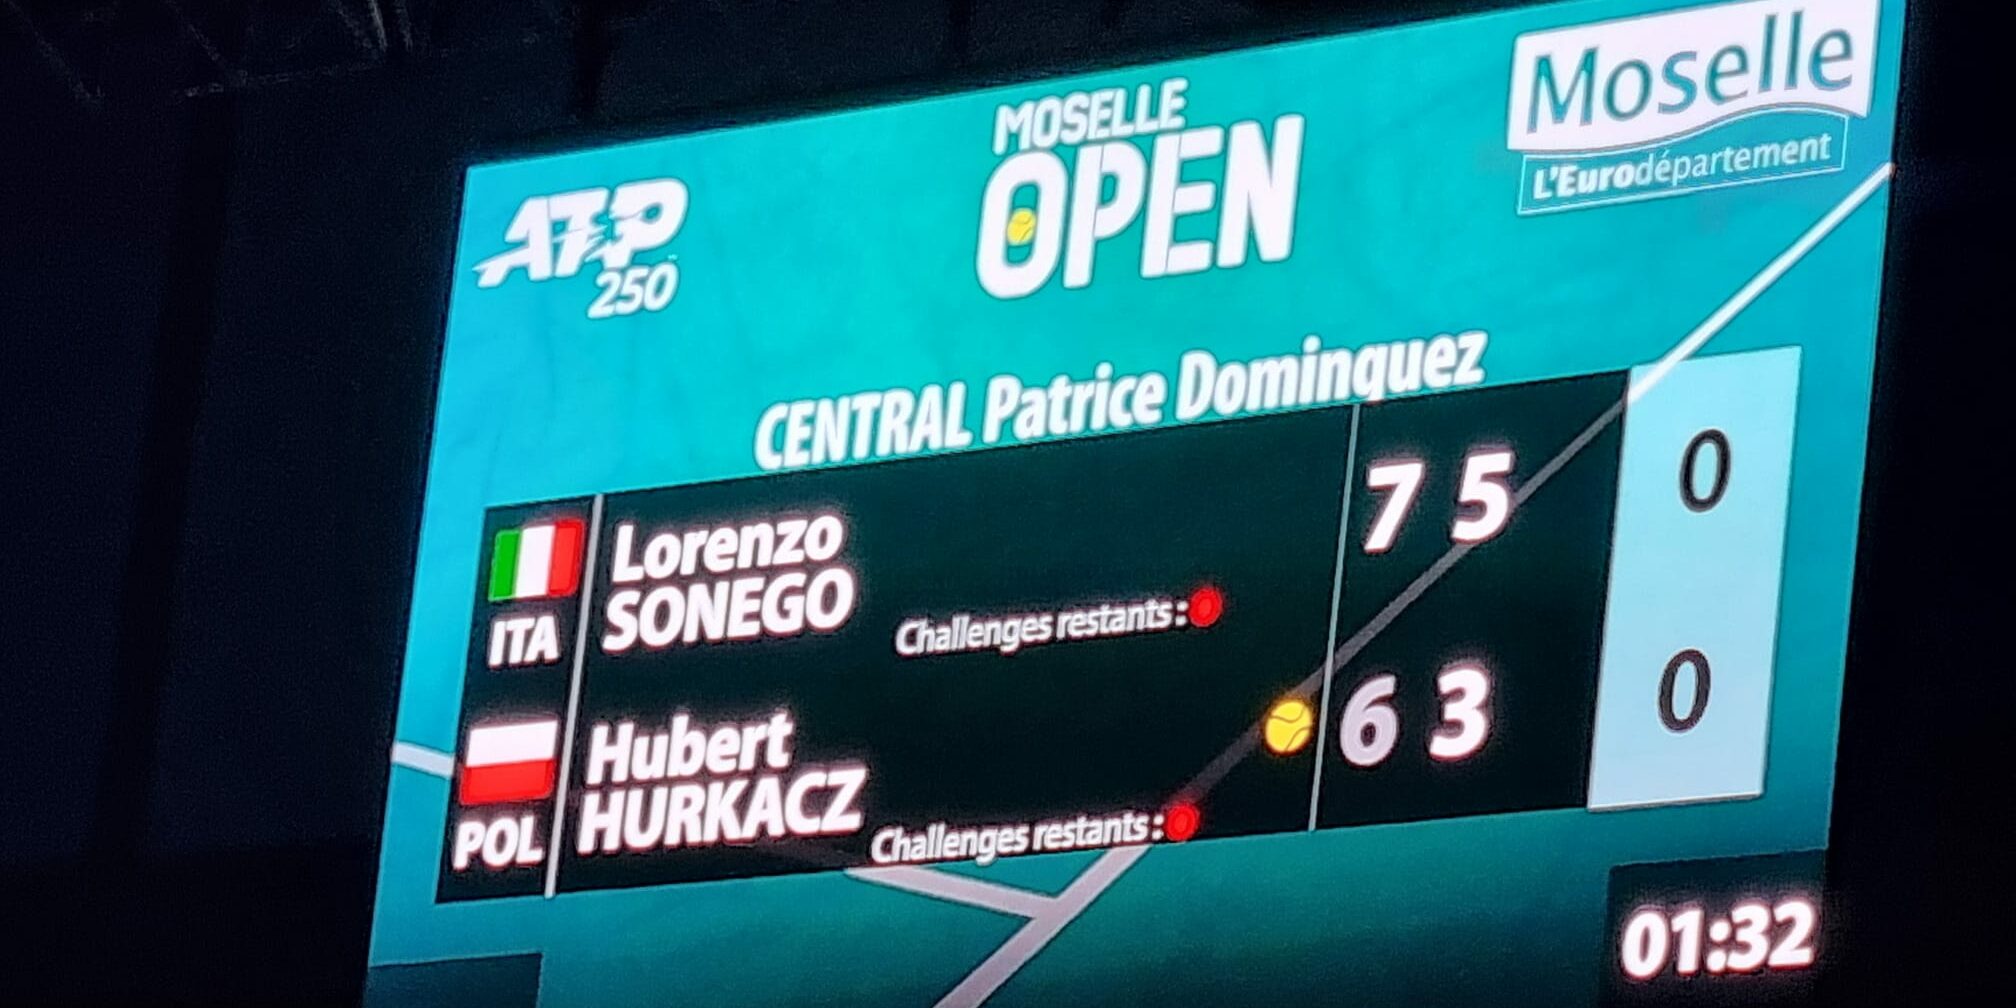 Moselle
L'Eurodépartement
MOSELLE
OPEN
ATP
250
CENTRAL Patrice Dominquez
ITA
Lorenzo
SONEGO
Challenges restants :
7 5
0
POL
Hubert
HURKACZ
Challenges restants :
6 3
0
01:32